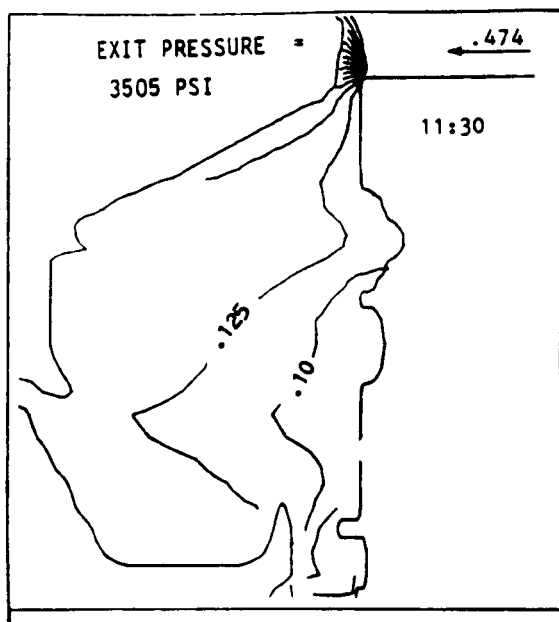 EXIT PRESSURE =
3505 PSI
.474
11:30
.125
.10